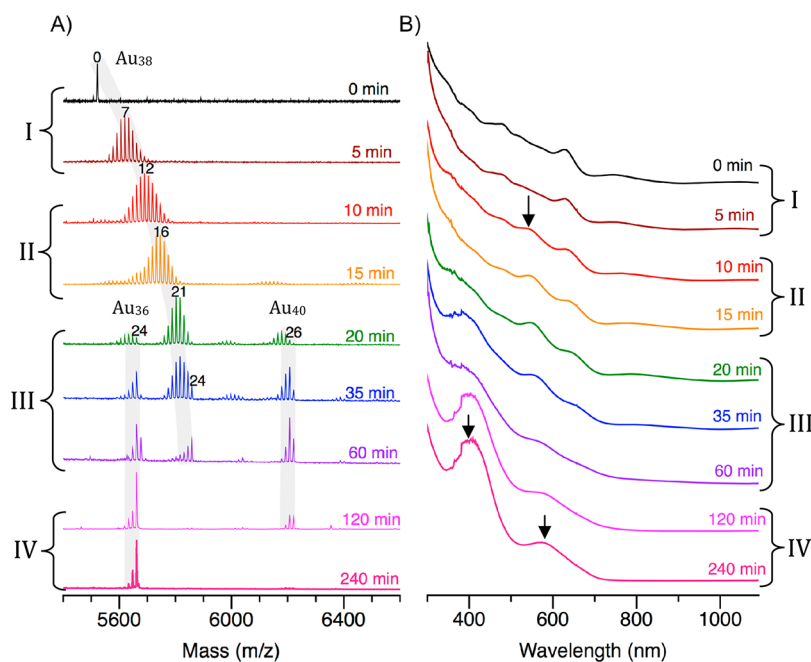 A)
B)
0
Au38
0 min
I
7
5 min
12
10 min
II
16
15 min
21
Au36
Au40
24
26
20 min
III
24
35 min
60 min
120 min
IV
240 min
5600
6000
6400
Mass (m/z)
0 min
I
5 min
10 min
II
15 min
20 min
35 min
III
60 min
120 min
IV
240 min
400
600
800
1000
Wavelength (nm)